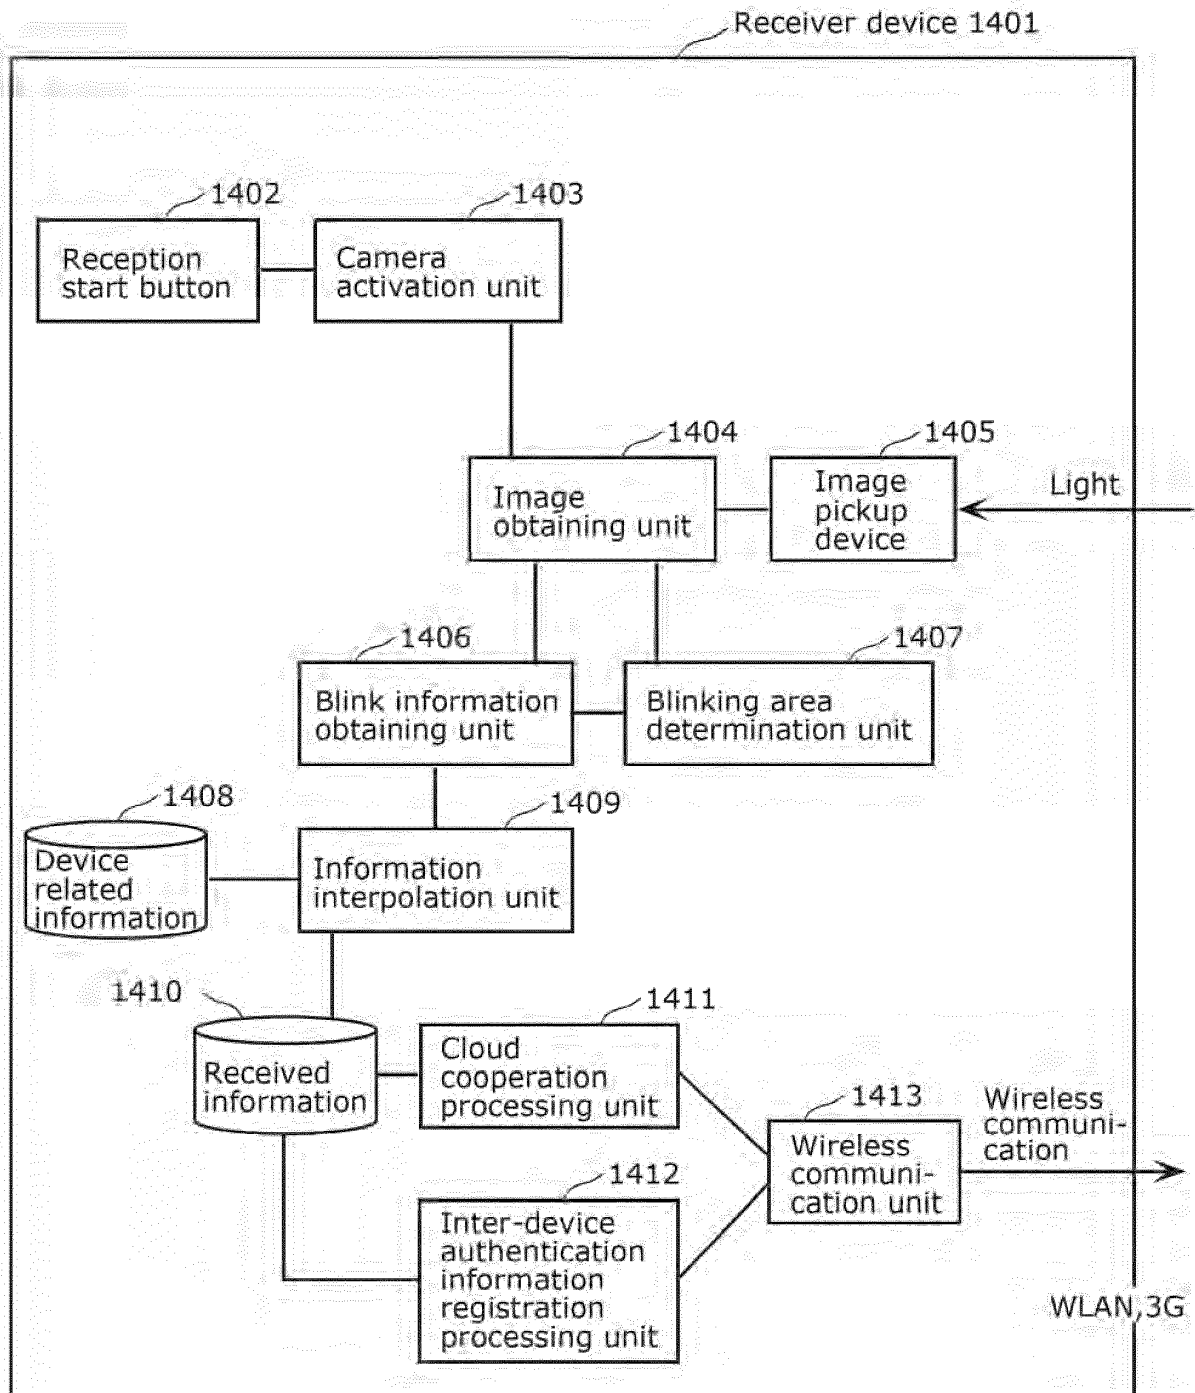 Receiver device 1401
1402
1403
Reception
start button
Camera
activation unit
1404
1405
Image
obtaining unit
Image
pickup
device
Light
1406
1407
Blink information
obtaining unit
Blinking area
determination unit
1408
1409
Device
related
information
Information
interpolation unit
1410
1411
Received
information
Cloud
cooperation
processing unit
1413
Wireless
communi-
cation
Wireless
communi-
cation unit
1412
Inter-device
authentication
information
registration
processing unit
WLAN,3G